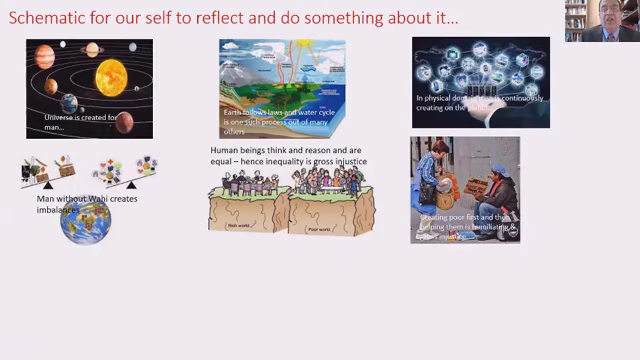 Schematic for our self to reflect and do something about it...
Universe is created for
man...
Earth follows laws and water cycle
is one such process out of many
others
In physical domain man is continuously
creating on the
Human beings think and reason and are
equal – hence inequality is gross injustice
Man without Wahi creates
imbalances
Rich world
Poor world
Creating poor first and then
helping them is humiliating &
injustice